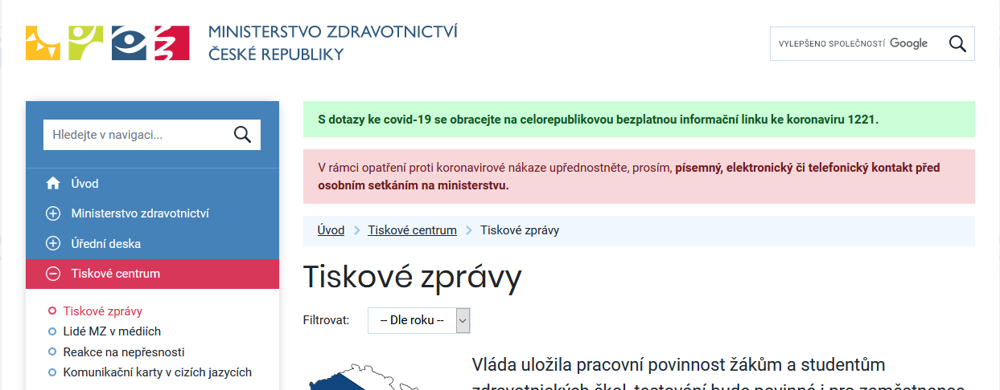 MINISTERSTVO ZDRAVOTNICTVÍ
ČESKÉ REPUBLIKY
VYLEPŠENO SPOLEČNOSTÍ Google
Hledejte v navigaci...
Úvod
Ministerstvo zdravotnictví
Úřední deska
Tiskové centrum
Tiskové zprávy
Lidé MZ v médiích
Reakce na nepřesnosti
Komunikační karty v cizích jazycích
S dotazy ke covid-19 se obracejte na celorepublikovou bezplatnou informační linku ke koronaviru 1221.
V rámci opatření proti koronavirové nákaze upřednostněte, prosím, písemný, elektronický či telefonický kontakt před
osobním setkáním na ministerstvu.
Úvod Tiskové centrum Tiskové zprávy
Tiskové zprávy
Filtrovat: -- Dle roku --
Vláda uložila pracovní povinnost žákům a studentům
zdravotnických škol, testování bude povinné i pro zaměstnance